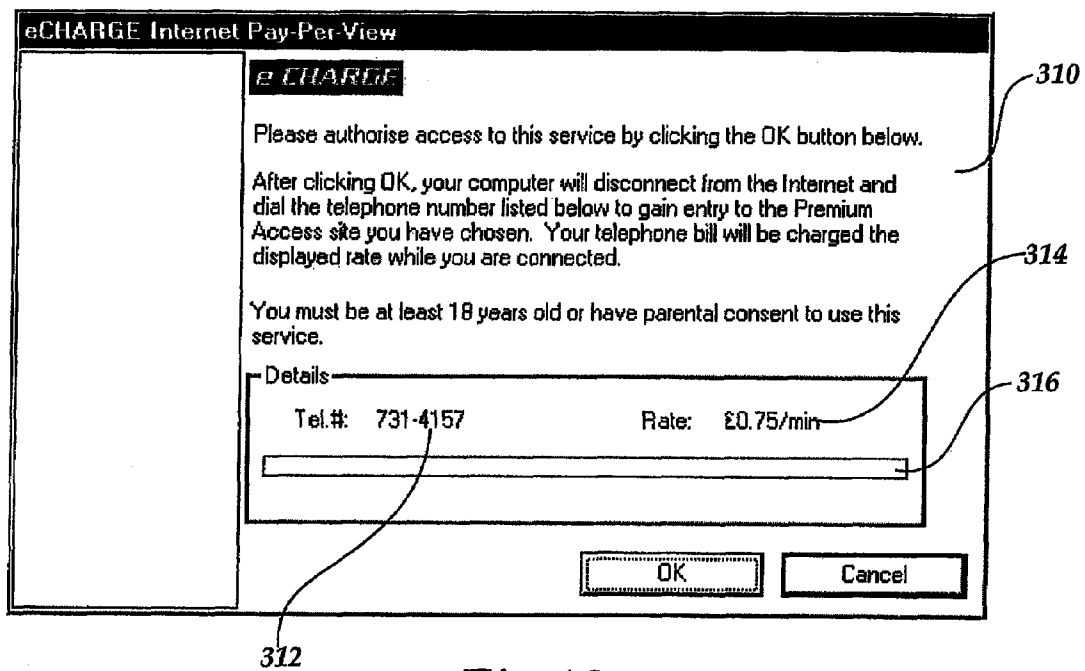 eCHARGE Internet Pay-Per-View
e CHARGE
310
Please authorise access to this service by clicking the OK button below.
After clicking OK, your computer will disconnect from the Internet and
dial the telephone number listed below to gain entry to the Premium
Access site you have chosen. Your telephone bill will be charged the
displayed rate while you are connected.
314
You must be at least 18 years old or have parental consent to use this
service.
Details
316
Tel.#: 731-4157 Rate: £0.75/min
OK Cancel
312